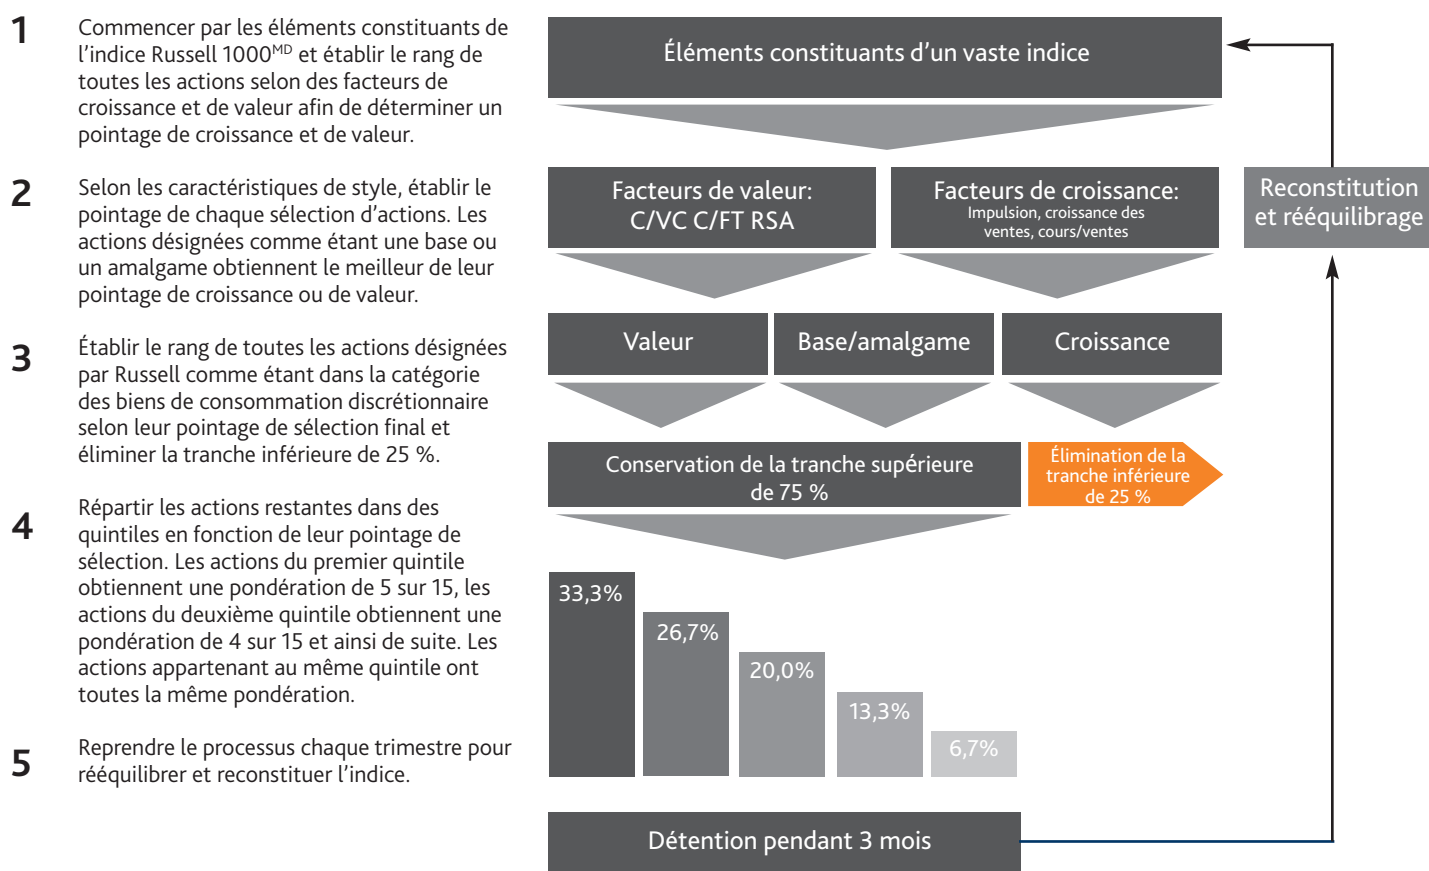 1
Commencer par les éléments constituants de
l’indice Russell 1000MD et établir le rang de
toutes les actions selon des facteurs de
croissance et de valeur afin de déterminer un
pointage de croissance et de valeur.
2
Selon les caractéristiques de style, établir le
pointage de chaque sélection d’actions. Les
actions désignées comme étant une base ou
un amalgame obtiennent le meilleur de leur
pointage de croissance ou de valeur.
3
Établir le rang de toutes les actions désignées
par Russell comme étant dans la catégorie
des biens de consommation discrétionnaire
selon leur pointage de sélection final et
éliminer la tranche inférieure de 25 %.
4
Répartir les actions restantes dans des
quintiles en fonction de leur pointage de
sélection. Les actions du premier quintile
obtiennent une pondération de 5 sur 15, les
actions du deuxième quintile obtiennent une
pondération de 4 sur 15 et ainsi de suite. Les
actions appartenant au même quintile ont
toutes la même pondération.
5
Reprendre le processus chaque trimestre pour
rééquilibrer et reconstituer l’indice.
Éléments constituants d’un vaste indice
Facteurs de valeur:
C/VC C/FT RSA
Facteurs de croissance:
Impulsion, croissance des
ventes, cours/ventes
Reconstitution
et rééquilibrage
Valeur
Base/amalgame
Croissance
Conservation de la tranche supérieure
de 75 %
Élimination de la
tranche inférieure
de 25 %
33,3%
26,7%
20,0%
13,3%
6,7%
Détention pendant 3 mois